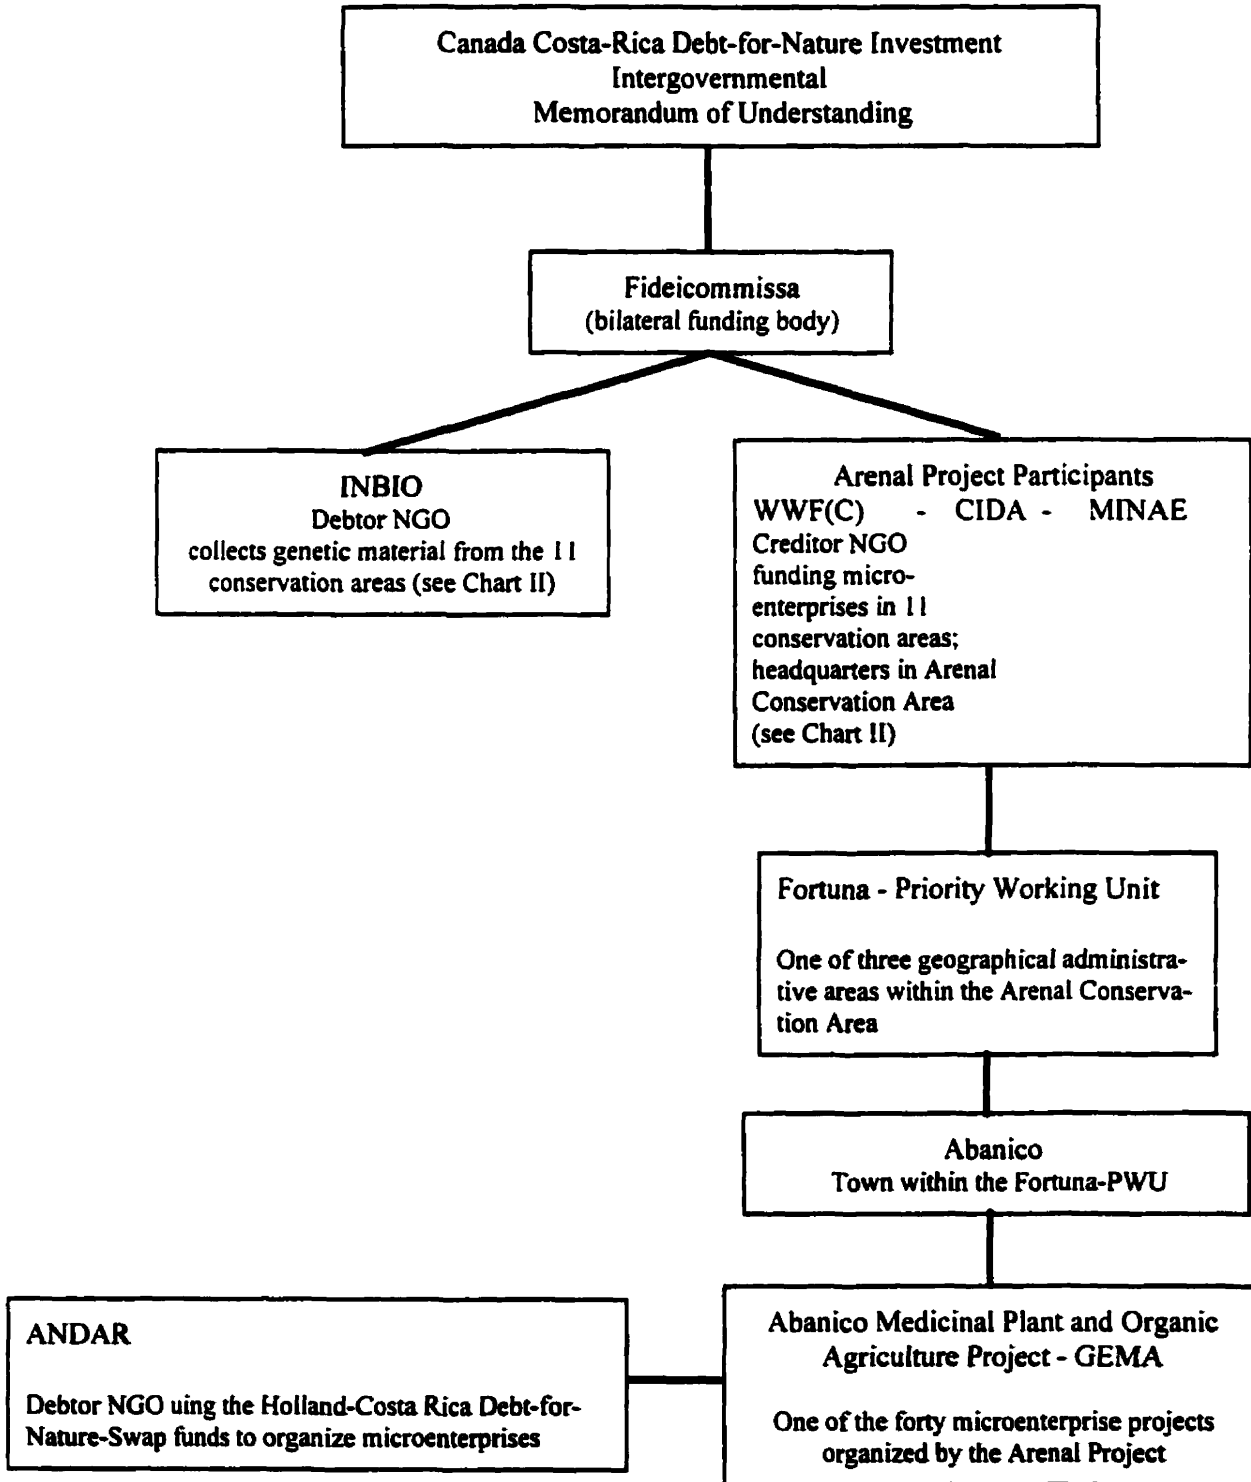 Canada Costa-Rica Debt-for-Nature Investment
Intergovernmental
Memorandum of Understanding
Fideicommissa
(bilateral funding body)
INBIO
Debtor NGO
collects genetic material from the 11
conservation areas (see Chart II)
Arenal Project Participants
WWF(C) - CIDA - MINAE
Creditor NGO
funding micro-
enterprises in 11
conservation areas;
headquarters in Arenal
Conservation Area
(see Chart II)
Fortuna - Priority Working Unit
One of three geographical administra-
tive areas within the Arenal Conserva-
tion Area
Abanico
Town within the Fortuna-PWU
ANDAR
Debtor NGO uing the Holland-Costa Rica Debt-for-
Nature-Swap funds to organize microenterprises
Abanico Medicinal Plant and Organic
Agriculture Project - GEMA
One of the forty microenterprise projects
organized by the Arenal Project